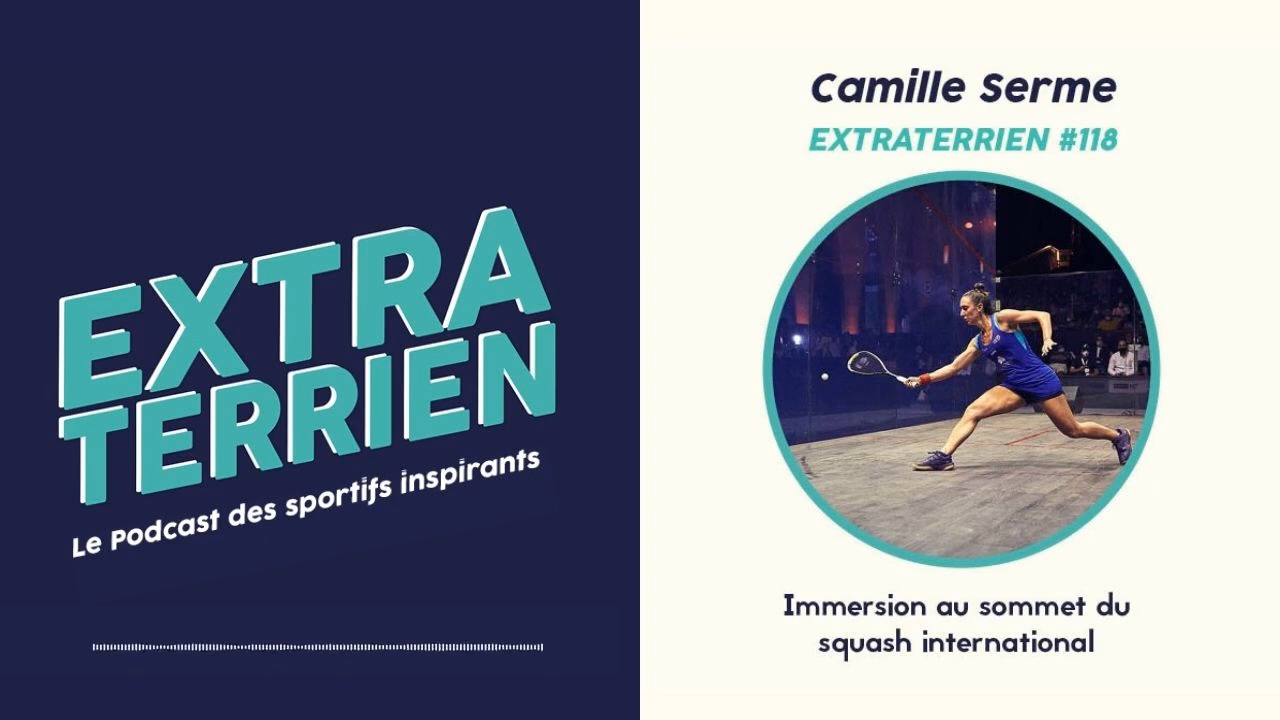 EXTRA
TERRIEN
Le Podcast des sportifs inspirants
Camille Serme
EXTRATERRIEN #118
Immersion au sommet du
squash international